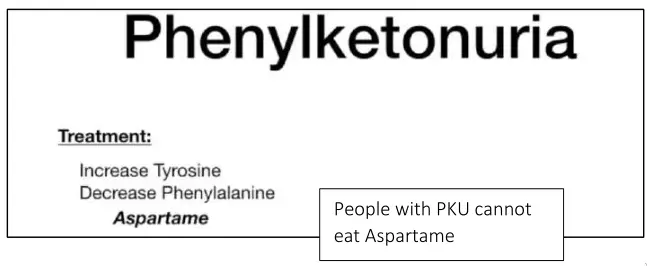 Phenylketonuria
Treatment:
Increase Tyrosine
Decrease Phenylalanine
Aspartame
People with PKU cannot
eat Aspartame